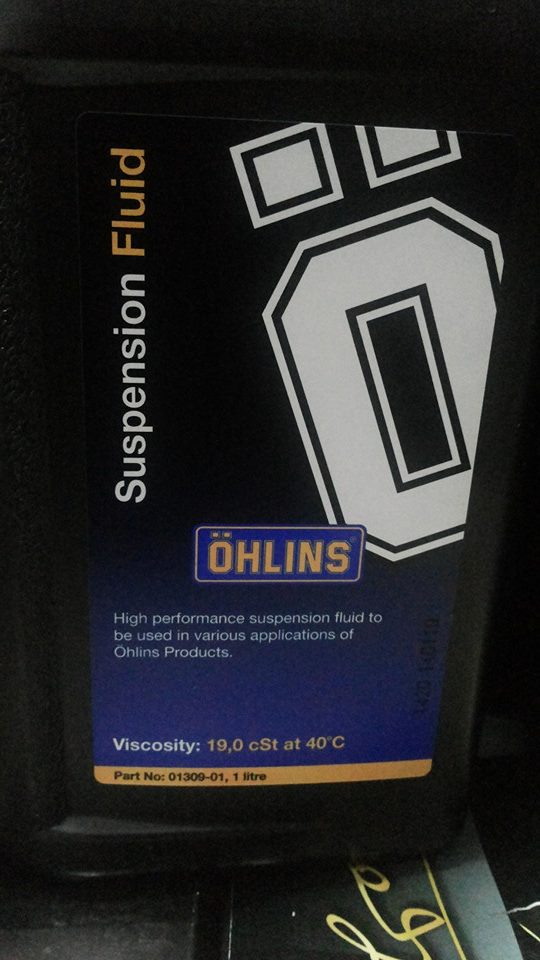 Suspension Fluid
Ö
ÖHLINS
High performance suspension fluid to
be used in various applications of
Öhlins Products.
Viscosity: 19,0 cSt at 40°C
Part No: 01309-01, 1 litre